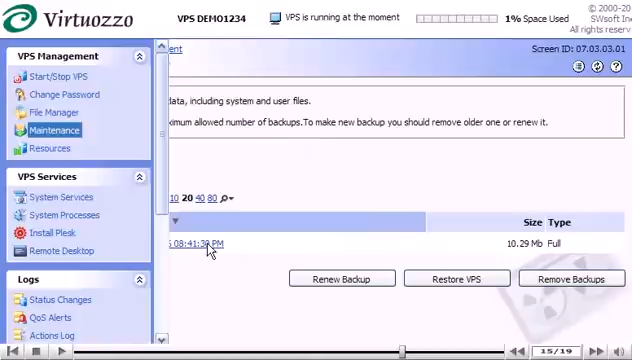 Virtuozzo
VPS DEMO1234
VPS is running at the moment
1% Space Used
© 2000-20
SWsoft Inc
All rights reserv
VPS Management
Start/Stop VPS
Change Password
File Manager
Maintenance
Resources
VPS Services
System Services
System Processes
Install Plesk
Remote Desktop
Logs
Status Changes
QoS Alerts
Actions Log
ent
Screen ID: 07.03.03.01
data, including system and user files.
ximum allowed number of backups.To make new backup you should remove older one or renew it.
10 20 40 80
Size Type
08:41:30 PM 10.29 Mb Full
Renew Backup Restore VPS Remove Backups
15/19